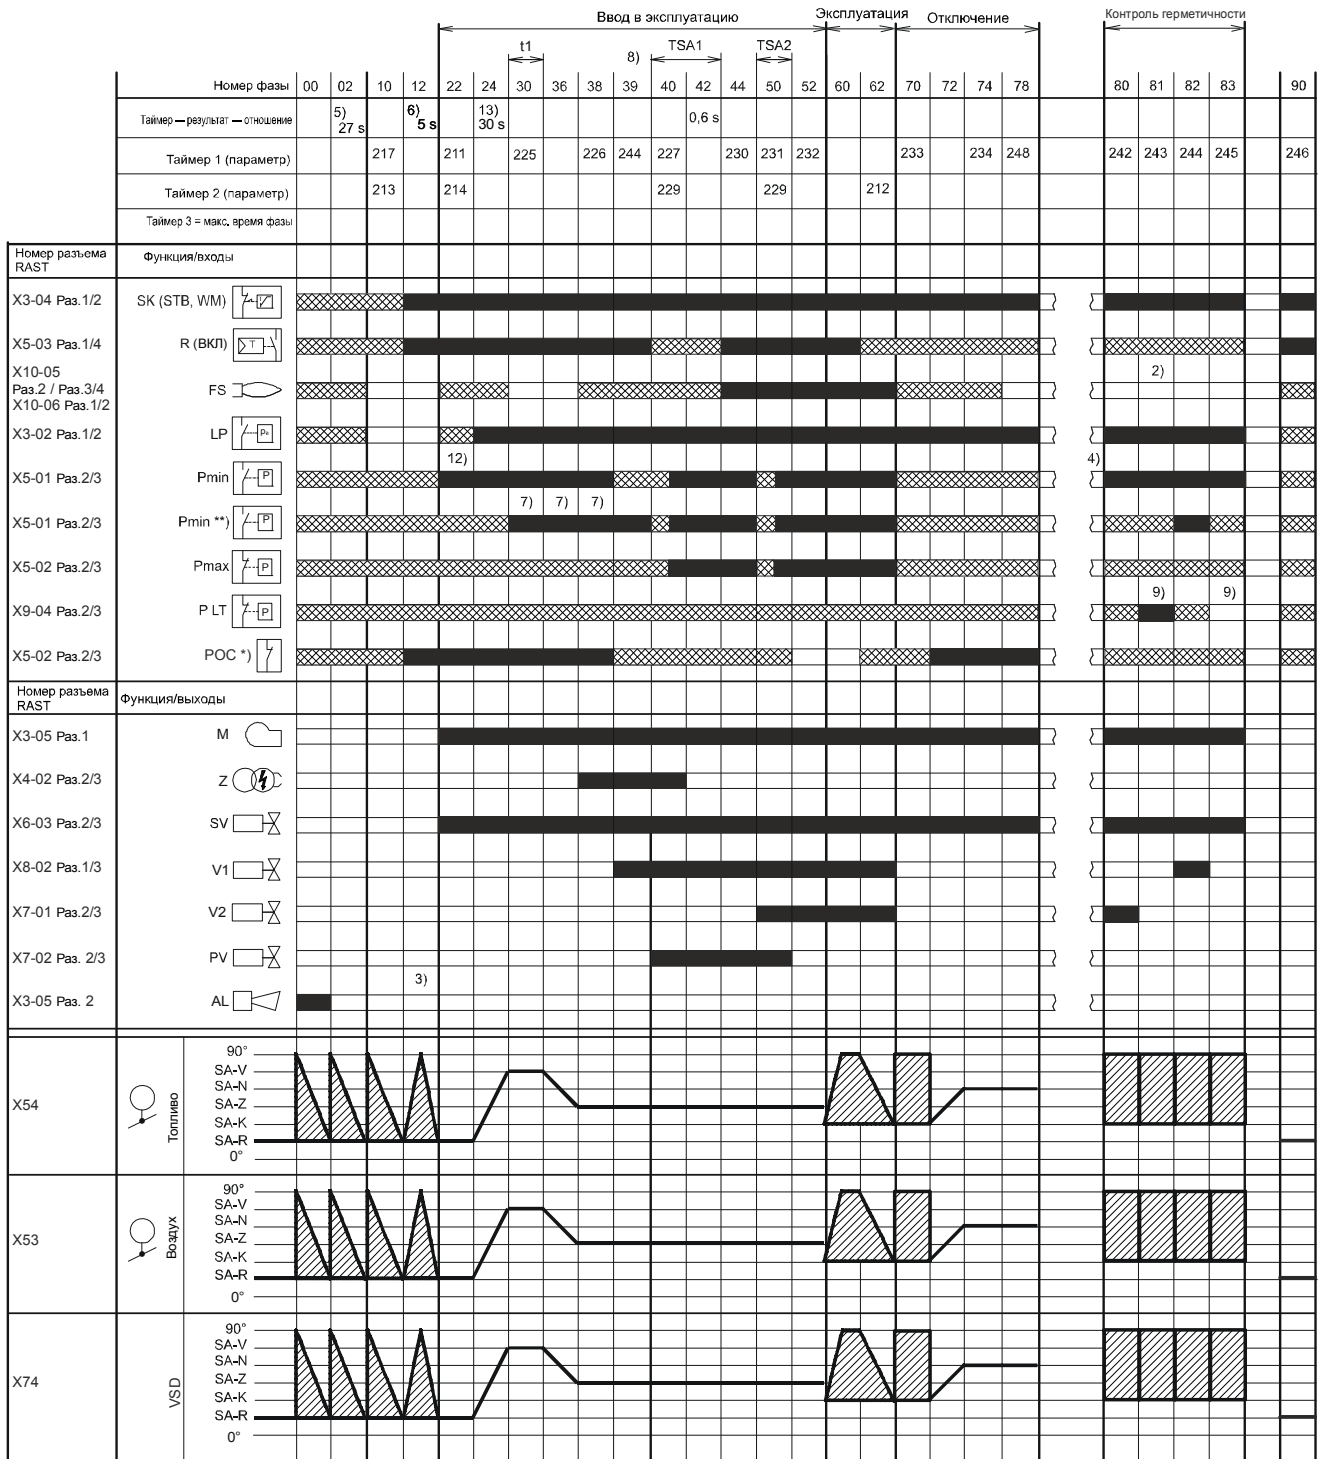 Ввод в эксплуатацию Эксплуатация Отключение Контроль герметичности
t1 8) TSA1 TSA2
Номер фазы 00 02 10 12 22 24 30 36 38 39 40 42 44 50 52 60 62 70 72 74 78 80 81 82 83 90
Таймер — результат — отношение 5) 27 s 6) 5 s 13) 30 s 0,6 s
Таймер 1 (параметр) 217 211 225 226 244 227 230 231 232 233 234 248 242 243 244 245 246
Таймер 2 (параметр) 213 214 229 229 212
Таймер 3 = макс. время фазы
Номер разъема RAST Функция/входы
X3-04 Раз.1/2 SK (STB, WM)
X5-03 Раз.1/4 R (ВКЛ) T
X10-05 2)
Раз.2 / Раз.3/4 FS
X10-06 Раз.1/2
X3-02 Раз.1/2 LP Pa
12) 4)
X5-01 Раз.2/3 Pmin P
7) 7) 7)
X5-01 Раз.2/3 Pmin **) P
X5-02 Раз.2/3 Pmax P
9) 9)
X9-04 Раз.2/3 P LT P
X5-02 Раз.2/3 POC *)
Номер разъема RAST Функция/выходы
X3-05 Раз.1 M
X4-02 Раз.2/3 Z
X6-03 Раз.2/3 SV
X8-02 Раз.1/3 V1
X7-01 Раз.2/3 V2
X7-02 Раз. 2/3 PV
3)
X3-05 Раз. 2 AL
X54 Топливо
90°
SA-V
SA-N
SA-Z
SA-K
SA-R
0°
X53 Воздух
90°
SA-V
SA-N
SA-Z
SA-K
SA-R
0°
X74 VSD
90°
SA-V
SA-N
SA-Z
SA-K
SA-R
0°